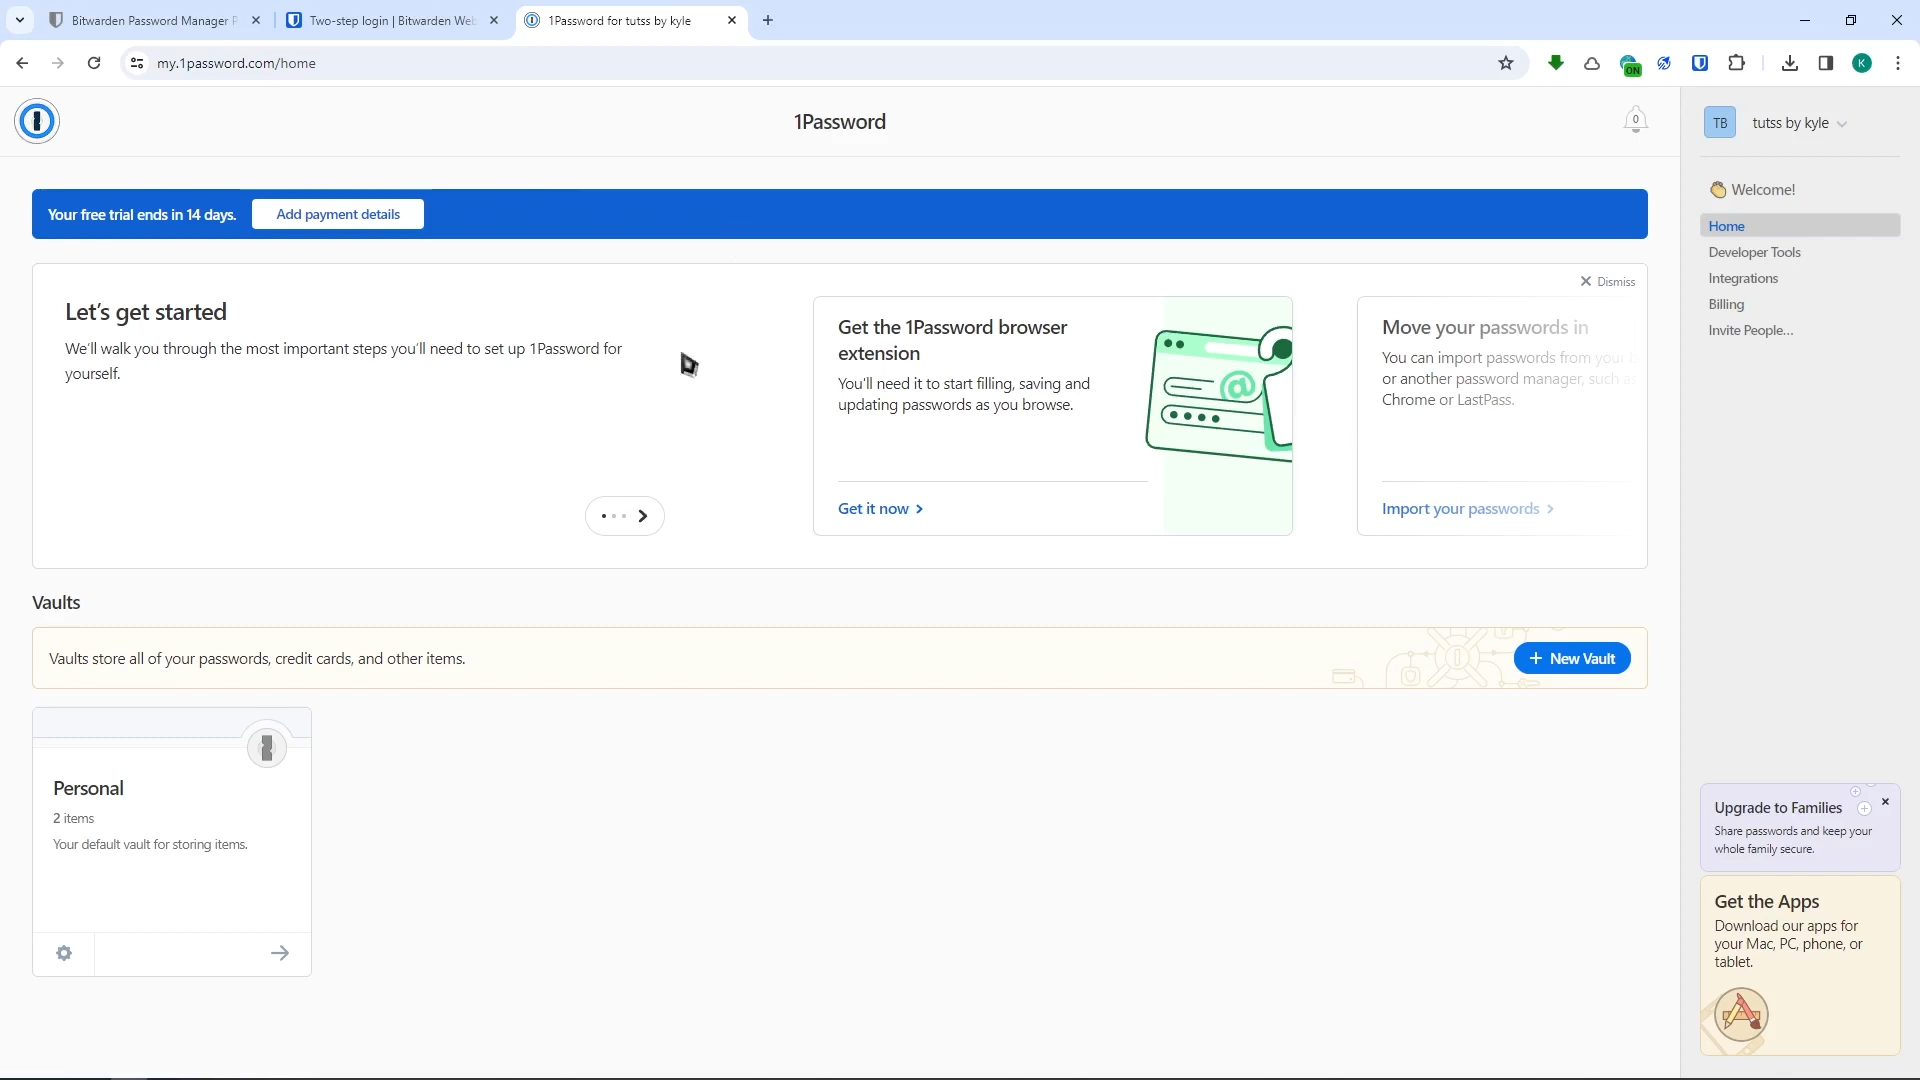 Bitwarden Password Manager P
Two-step login | Bitwarden Web
1Password for tutss by kyle
my.1password.com/home
ON
K
1Password
0
TB
tutss by kyle
Your free trial ends in 14 days.
Add payment details
Welcome!
Home
Developer Tools
Integrations
Billing
Invite People...
Dismiss
Let's get started
We'll walk you through the most important steps you'll need to set up 1Password for
yourself.
Get the 1Password browser
extension
You'll need it to start filling, saving and
updating passwords as you browse.
Get it now
Move your passwords in
You can import passwords from your
or another password manager, such as
Chrome or LastPass.
Import your passwords
Vaults
Vaults store all of your passwords, credit cards, and other items.
New Vault
Personal
2 items
Your default vault for storing items.
Upgrade to Families
Share passwords and keep your
whole family secure.
Get the Apps
Download our apps for
your Mac, PC, phone, or
tablet.